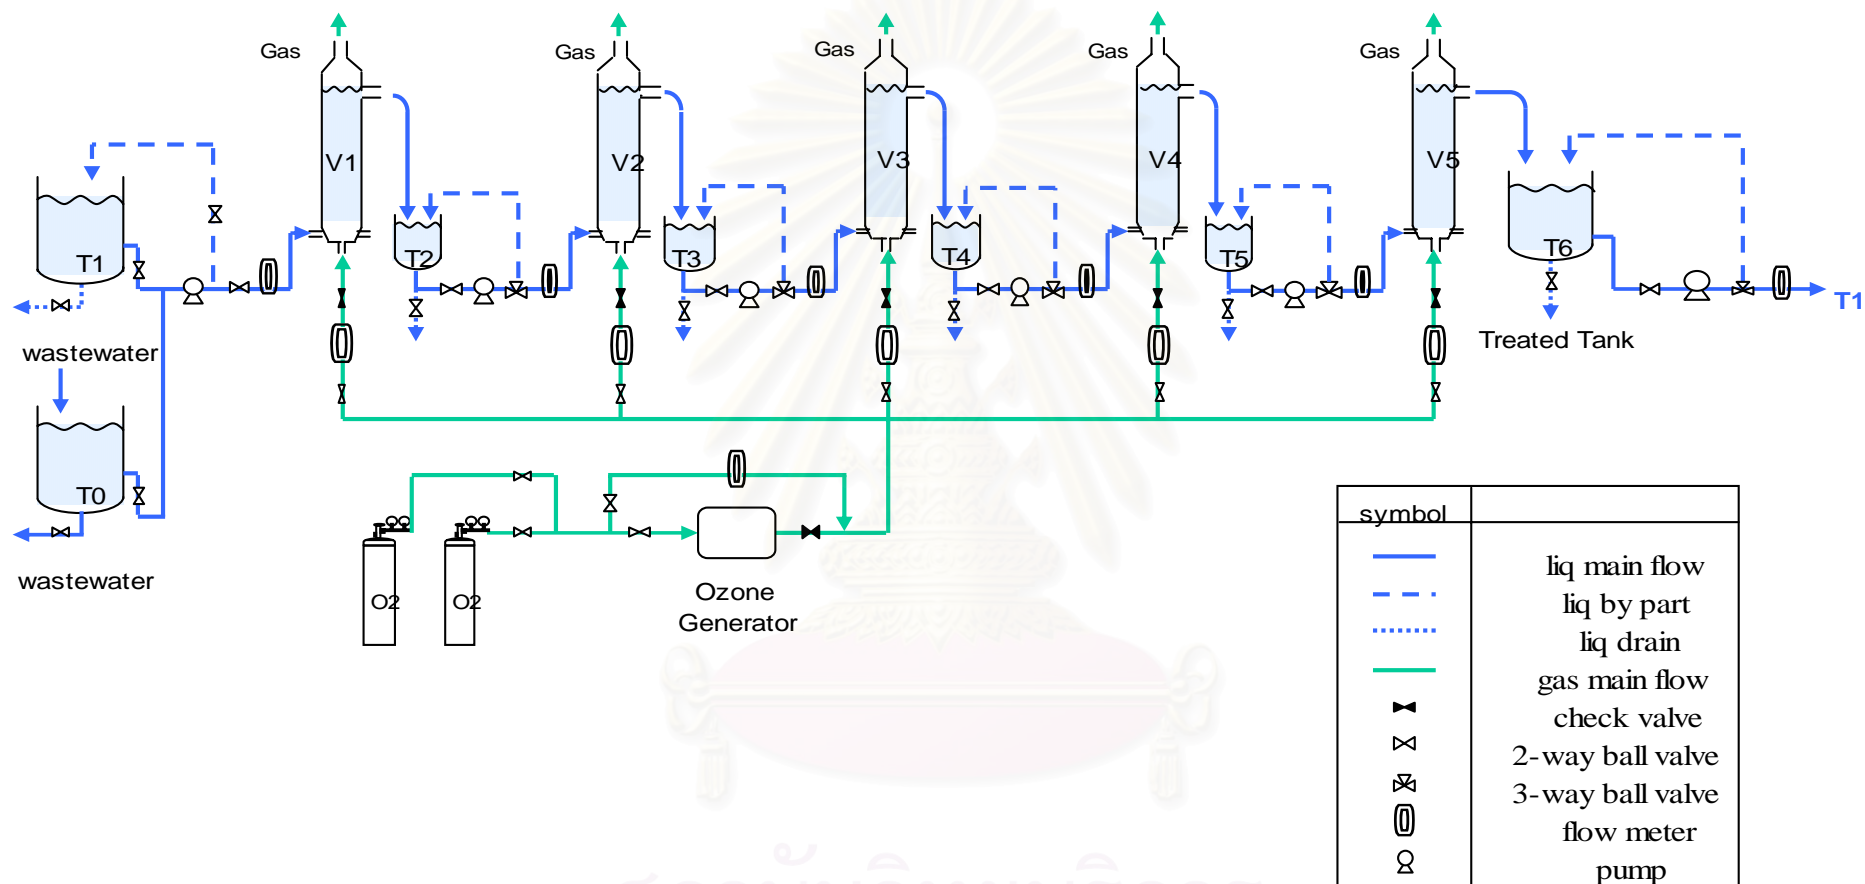 Gas
Gas
Gas
Gas
Gas
V1
V2
V3
V4
V5
T1
T2
T3
T4
T5
T6
T1
wastewater
Treated Tank
T0
wastewater
O2
O2
Ozone
Generator
symbol
liq main flow
liq by part
liq drain
gas main flow
check valve
2-way ball valve
3-way ball valve
flow meter
pump